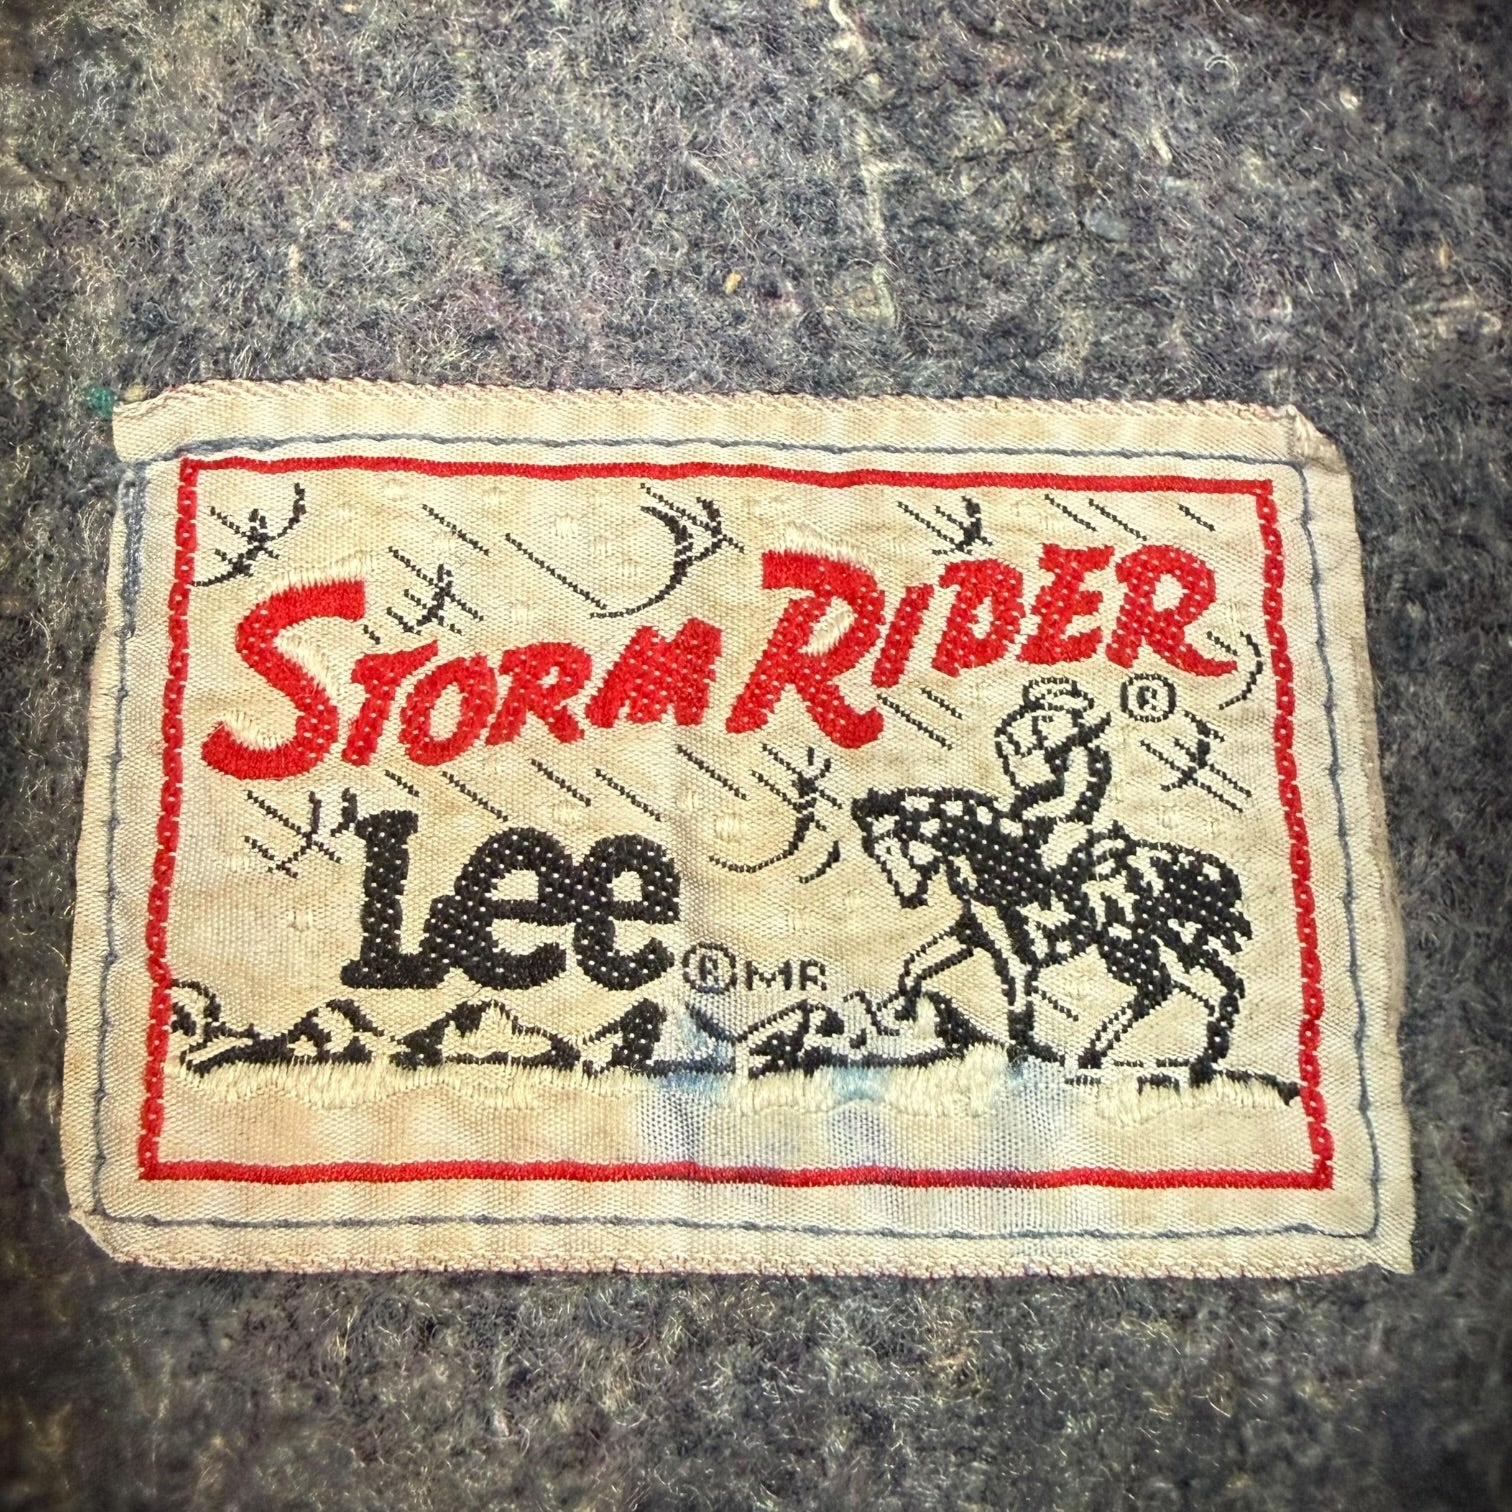 STORM RIDER ®
Lee ® MR